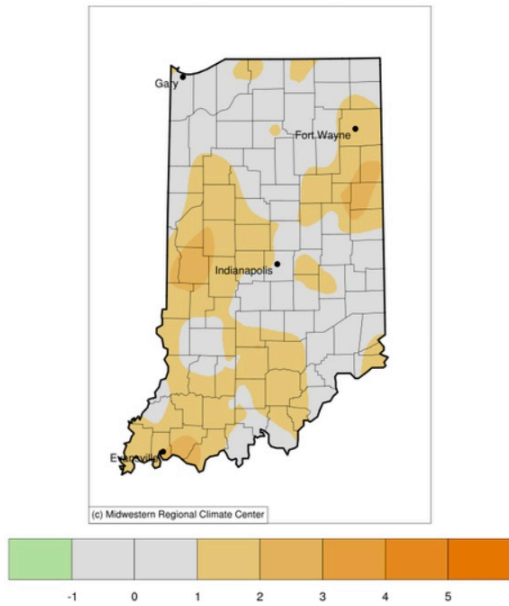 Gary
Fort Wayne
Indianapolis
Evansville
(c) Midwestern Regional Climate Center
-1 0 1 2 3 4 5